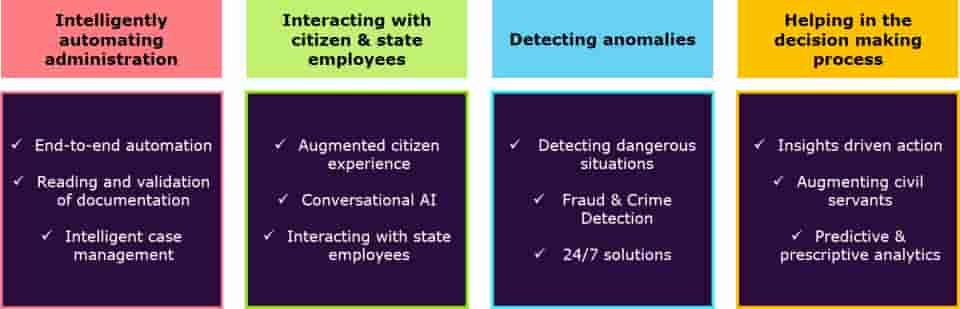 Intelligently
automating
administration
Interacting with
citizen & state
employees
Detecting anomalies
Helping in the
decision making
process
✓ End-to-end automation
✓ Reading and validation
of documentation
✓ Intelligent case
management
✓ Augmented citizen
experience
✓ Conversational AI
✓ Interacting with state
employees
✓ Detecting dangerous
situations
✓ Fraud & Crime
Detection
✓ 24/7 solutions
✓ Insights driven action
✓ Augmenting civil
servants
✓ Predictive &
prescriptive analytics